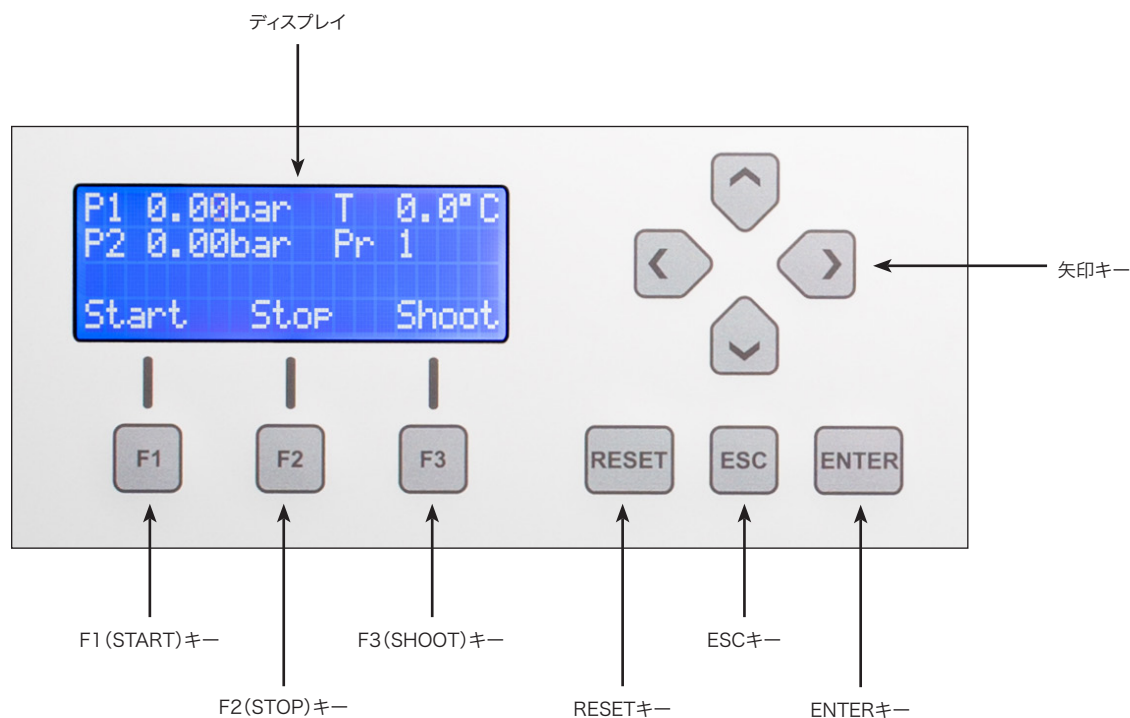 ディスプレイ
P1 0.00bar T 0.0°C
P2 0.00bar Pr 1
Start Stop Shoot
矢印キー
F1 F2 F3 RESET ESC ENTER
F1(START)キー F3(SHOOT)キー ESCキー
F2(STOP)キー RESETキー ENTERキー